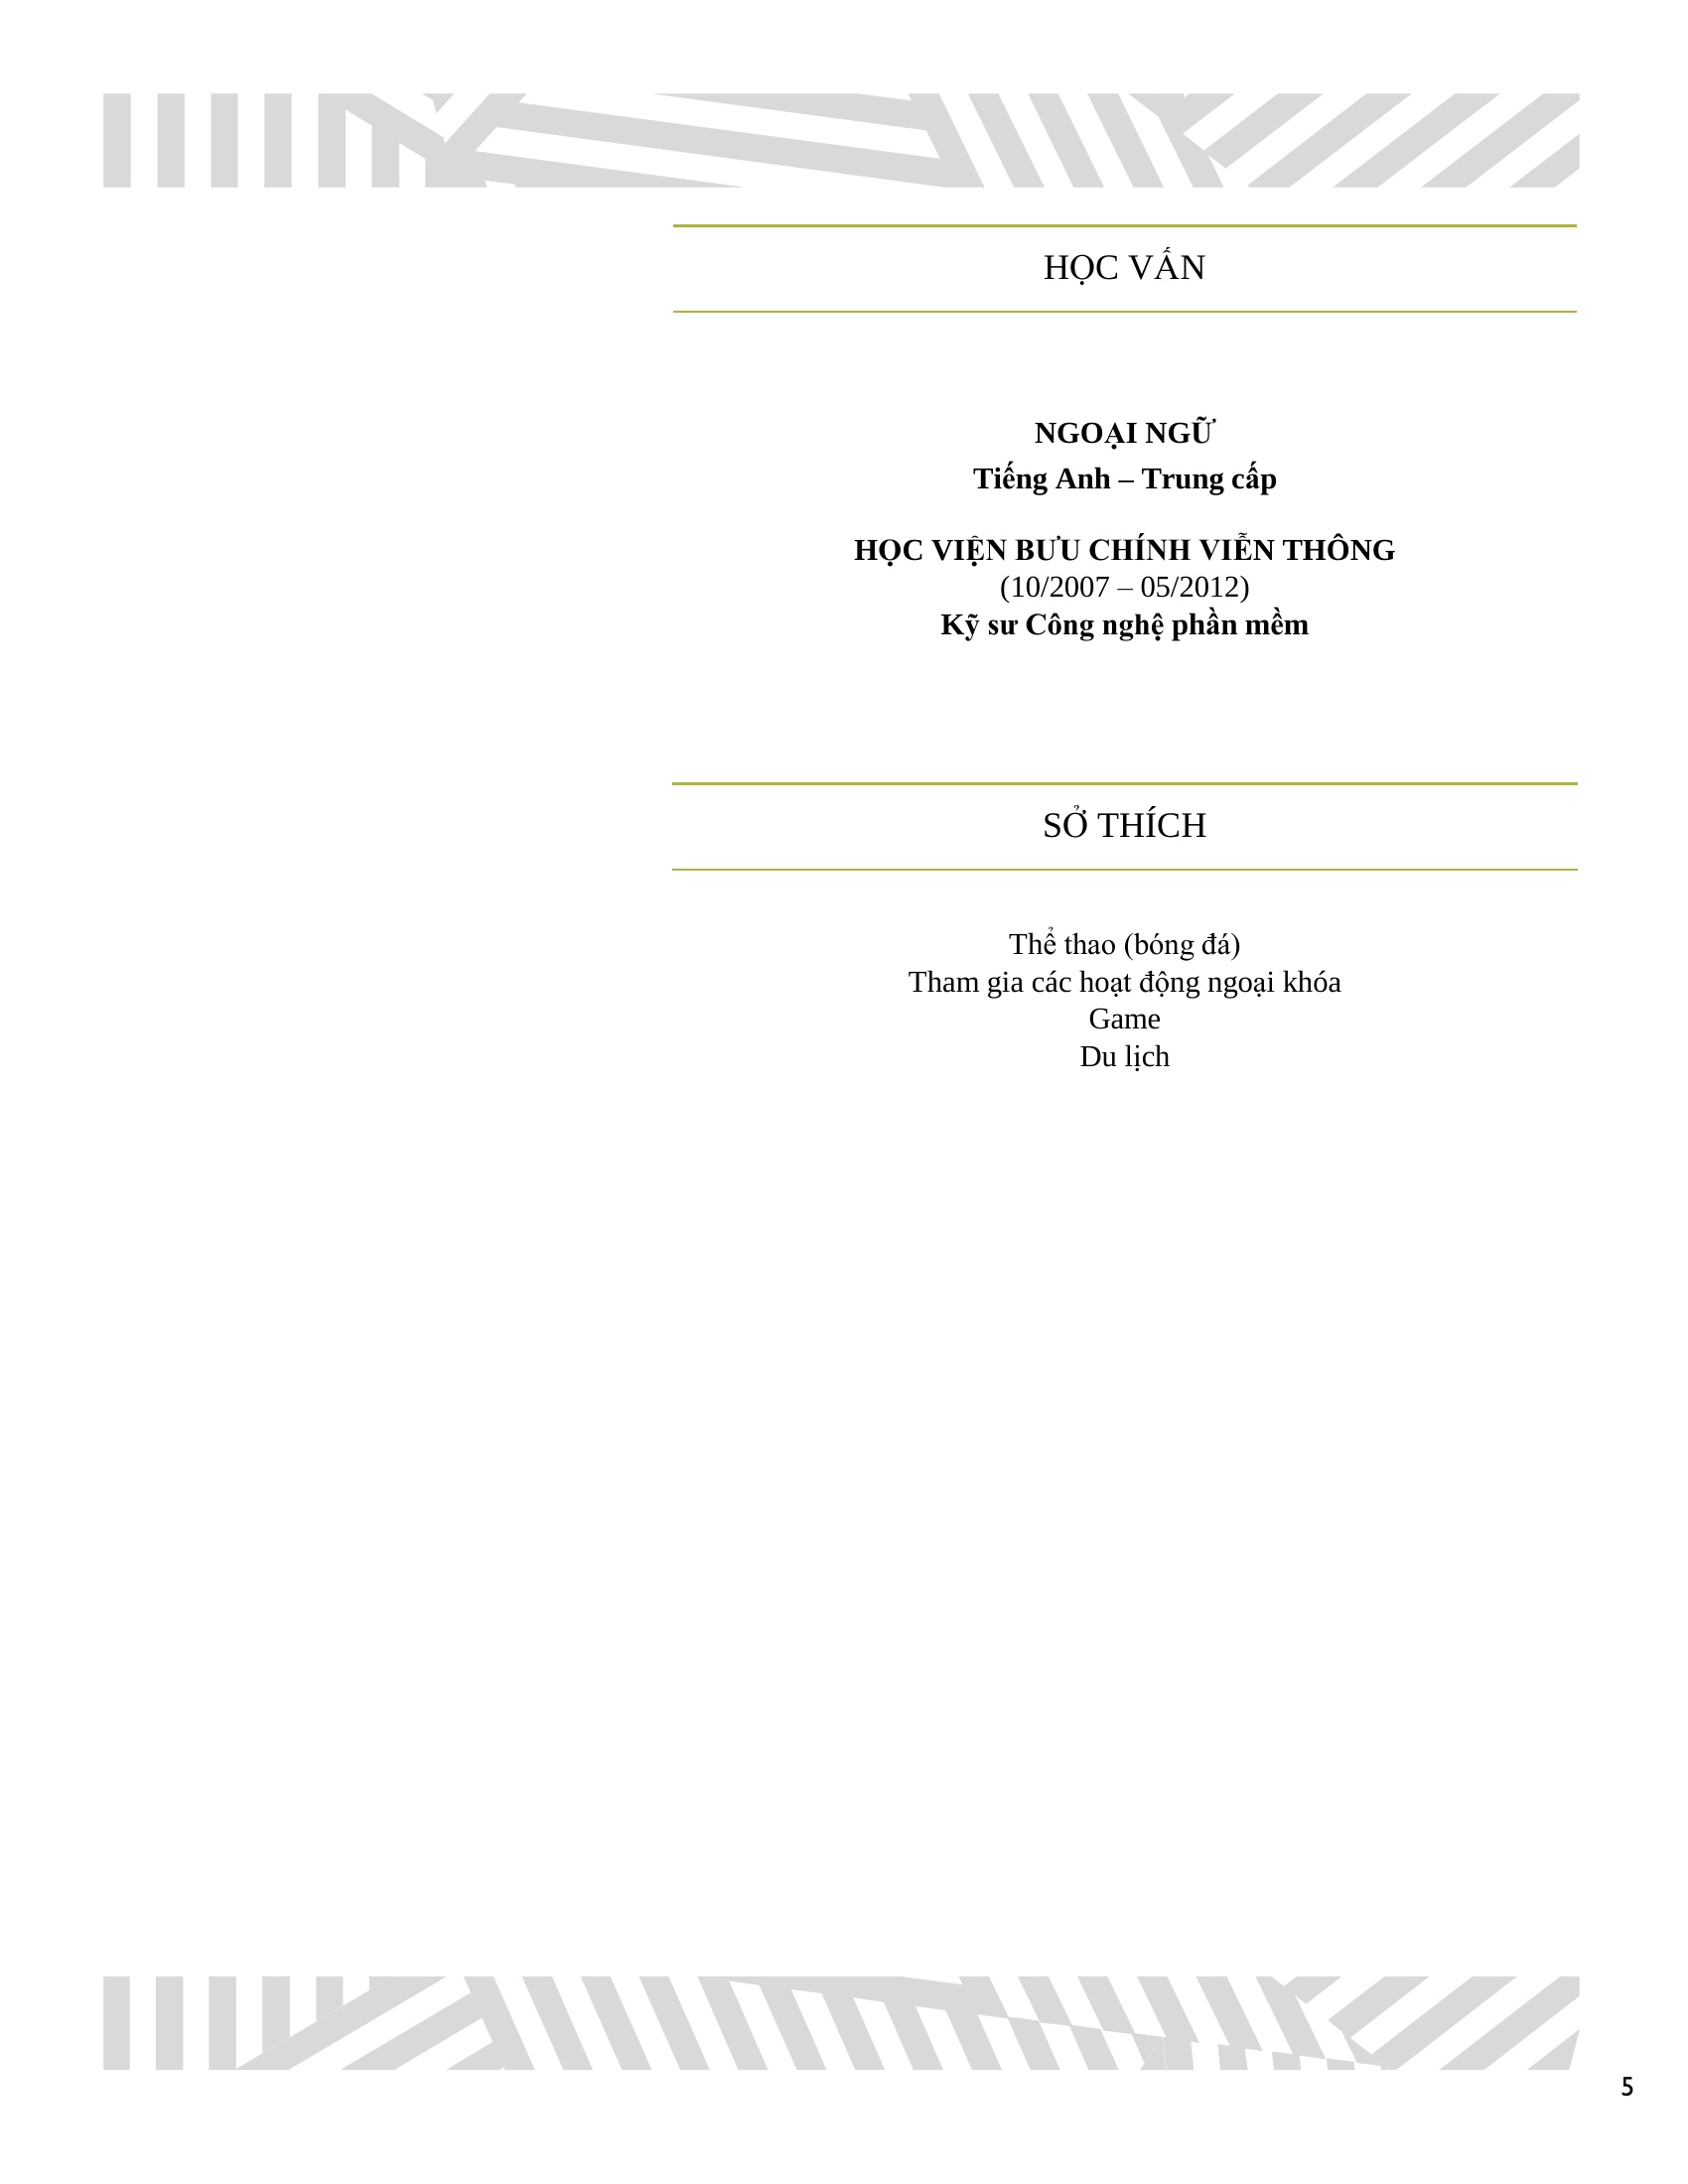 HỌC VẤN
NGOẠI NGỮ
Tiếng Anh – Trung cấp
HỌC VIỆN BƯU CHÍNH VIỄN THÔNG
(10/2007 – 05/2012)
Kỹ sư Công nghệ phần mềm
SỞ THÍCH
Thể thao (bóng đá)
Tham gia các hoạt động ngoại khóa
Game
Du lịch
5